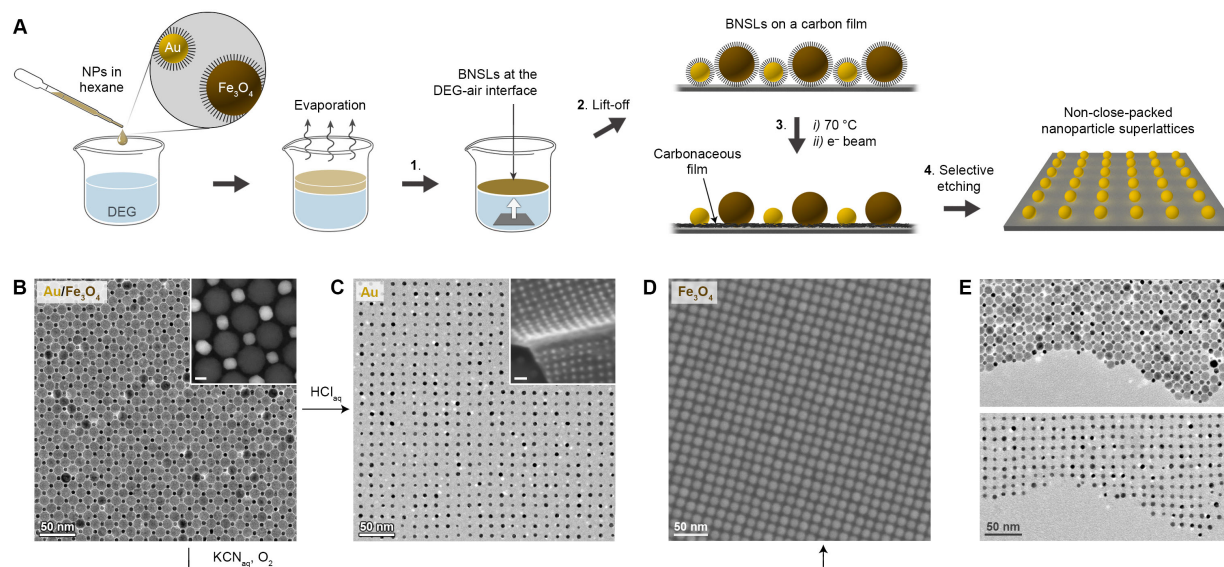 A
NPs in
hexane
Au
Fe₃O₄
DEG
Evaporation
1.
BNSLs at the
DEG-air interface
2. Lift-off
BNSLs on a carbon film
3. i) 70 °C
ii) e⁻ beam
Carbonaceous
film
4. Selective
etching
Non-close-packed
nanoparticle superlattices
B
Au/Fe₃O₄
50 nm
HCl_aq
C
Au
50 nm
D
Fe₃O₄
50 nm
E
50 nm
KCN_aq, O₂